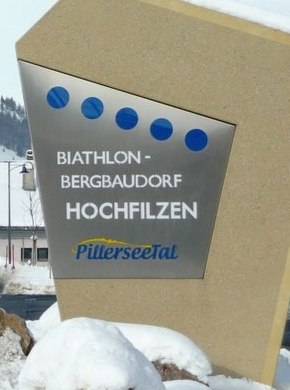 BIATHLON -
BERGBAUDORF
HOCHFILZEN
PillerseeTal